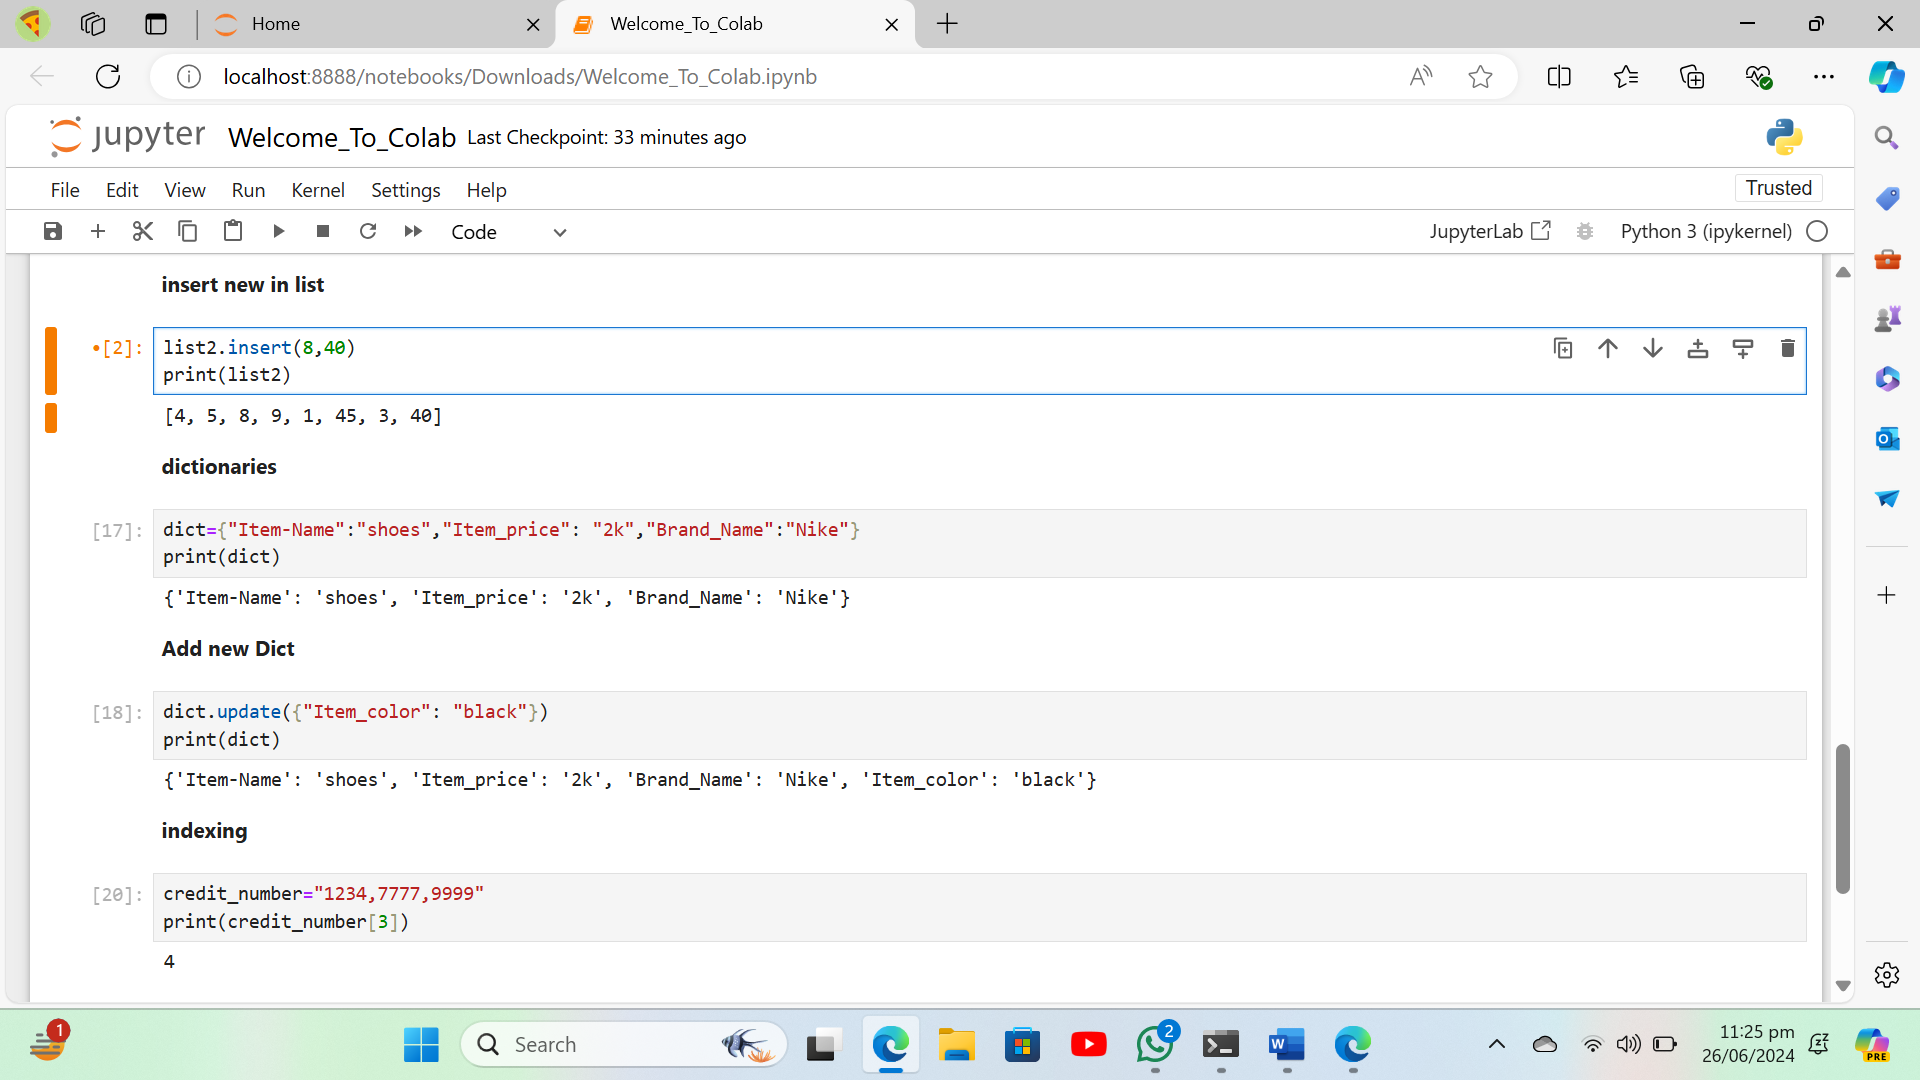 Home
Welcome_To_Colab
localhost:8888/notebooks/Downloads/Welcome_To_Colab.ipynb
jupyter Welcome_To_Colab Last Checkpoint: 33 minutes ago
File Edit View Run Kernel Settings Help
Trusted
Code
JupyterLab
Python 3 (ipykernel)
insert new in list
•[2]: list2.insert(8,40)
print(list2)
[4, 5, 8, 9, 1, 45, 3, 40]
dictionaries
[17]: dict={"Item-Name":"shoes","Item_price": "2k","Brand_Name":"Nike"}
print(dict)
{'Item-Name': 'shoes', 'Item_price': '2k', 'Brand_Name': 'Nike'}
Add new Dict
[18]: dict.update({"Item_color": "black"})
print(dict)
{'Item-Name': 'shoes', 'Item_price': '2k', 'Brand_Name': 'Nike', 'Item_color': 'black'}
indexing
[20]: credit_number="1234,7777,9999"
print(credit_number[3])
4
1
Search
2
11:25 pm
26/06/2024
PRE